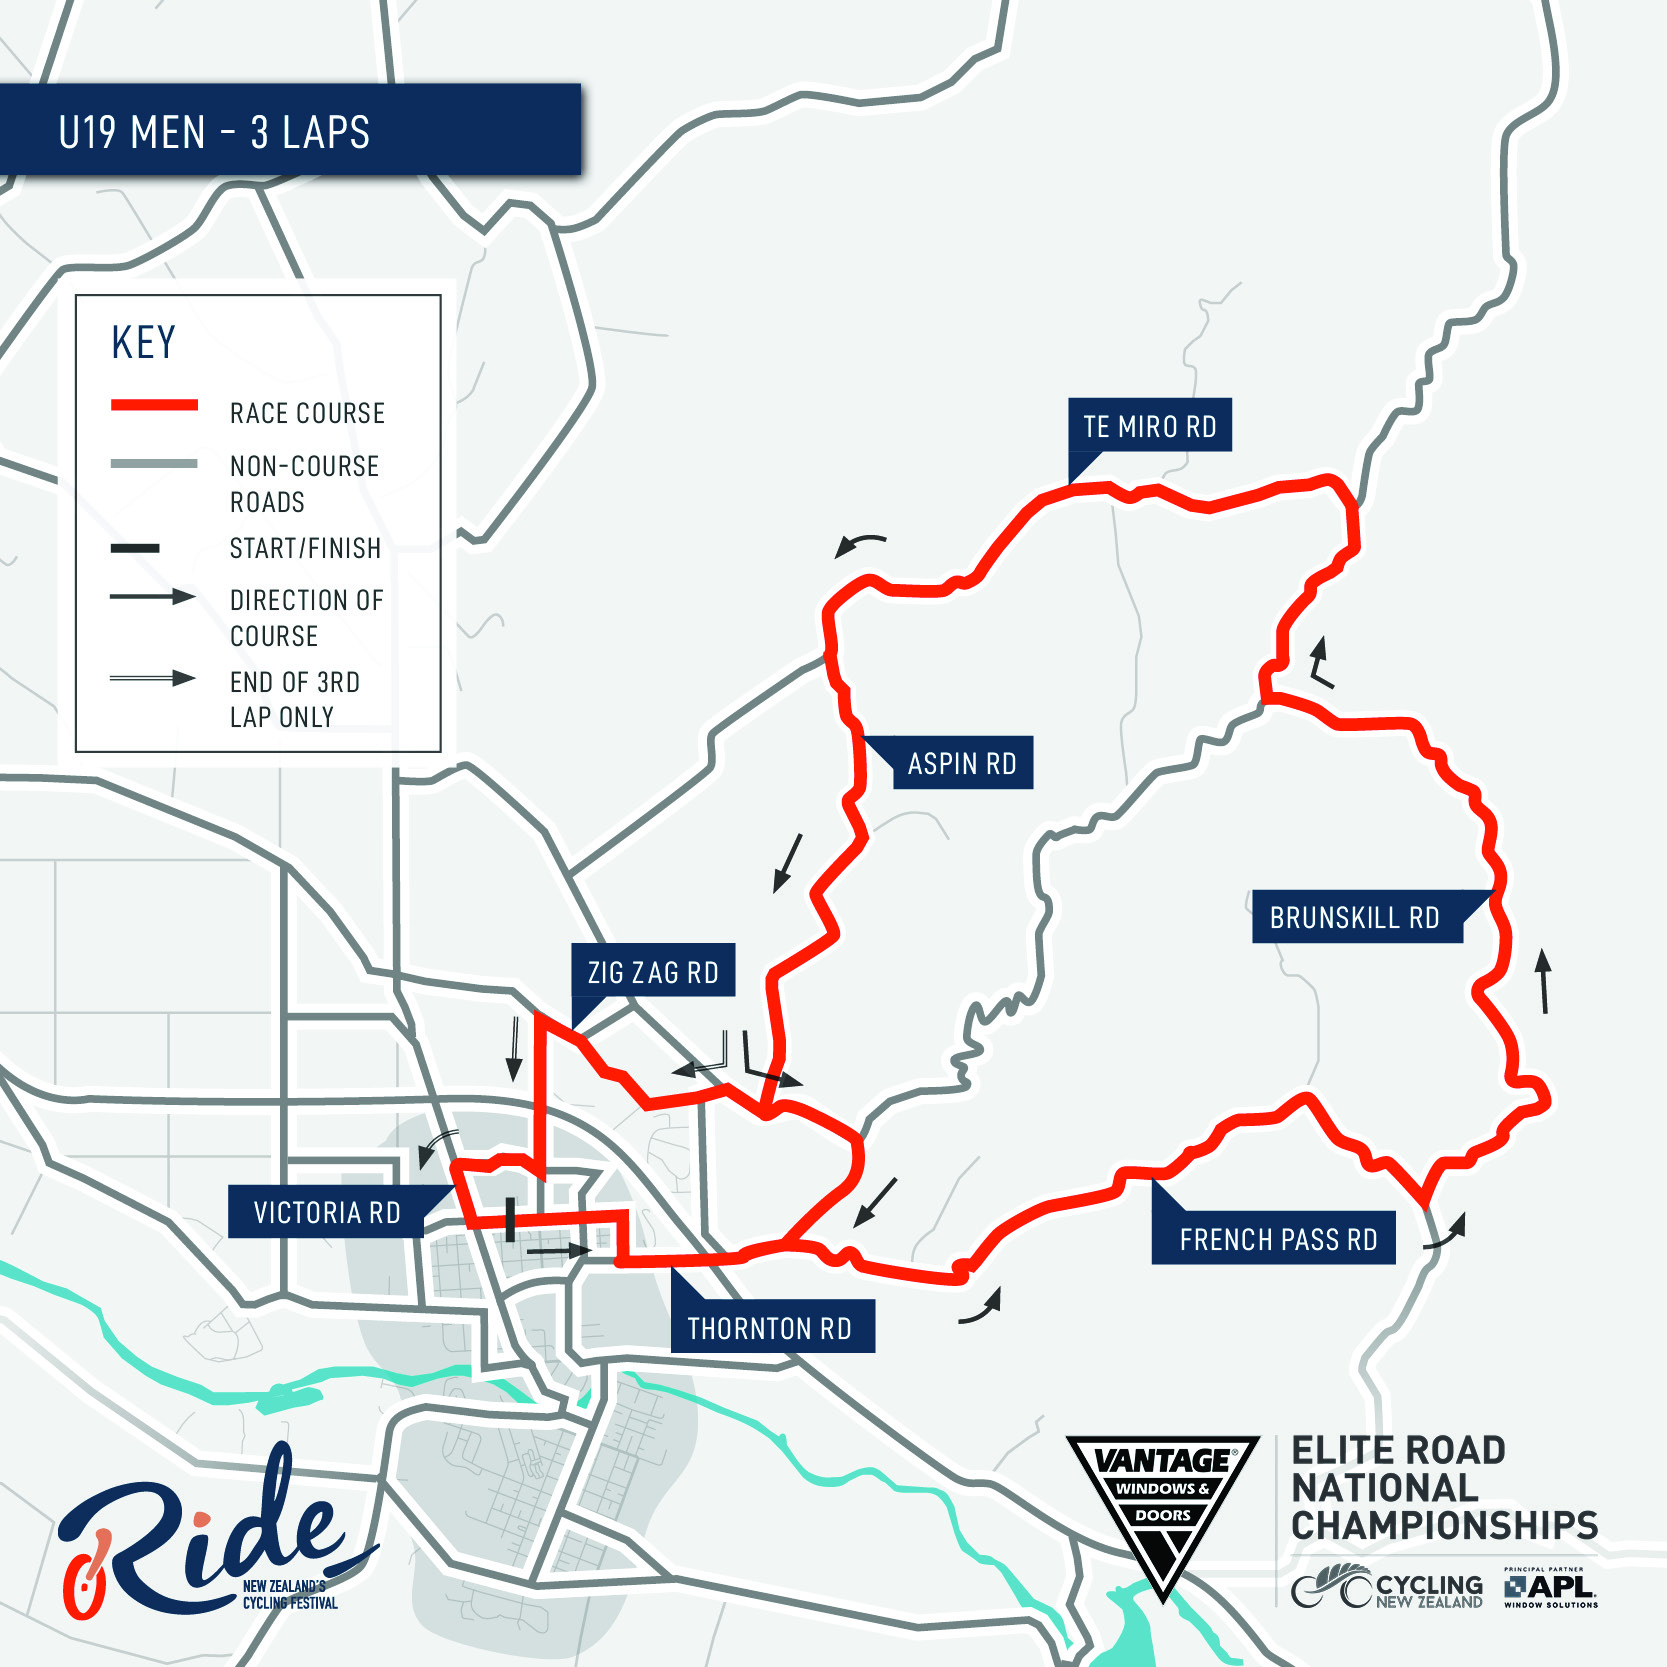 U19 MEN – 3 LAPS
KEY
RACE COURSE
NON-COURSE
ROADS
START/FINISH
DIRECTION OF
COURSE
END OF 3RD
LAP ONLY
TE MIRO RD
ASPIN RD
BRUNSKILL RD
ZIG ZAG RD
VICTORIA RD
FRENCH PASS RD
THORNTON RD
Ride
NEW ZEALAND'S
CYCLING FESTIVAL
VANTAGE®
WINDOWS &
DOORS
ELITE ROAD
NATIONAL
CHAMPIONSHIPS
CYCLING
NEW ZEALAND
PRINCIPAL PARTNER
APL
WINDOW SOLUTIONS